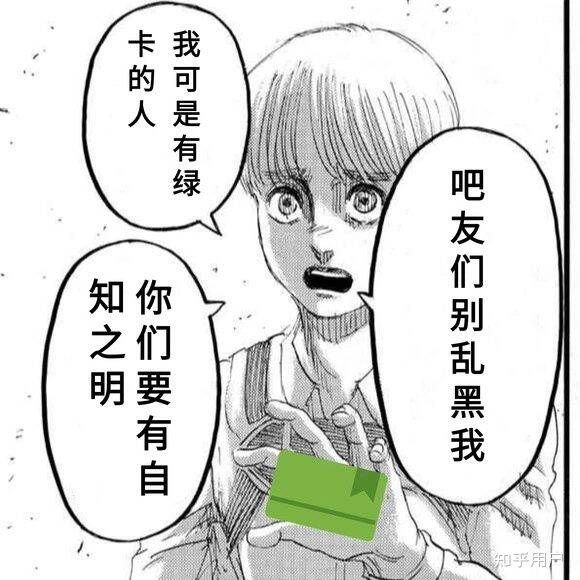 吧友们别乱黑我
我可是有绿
卡的人
你们要有自
知之明
知乎用户